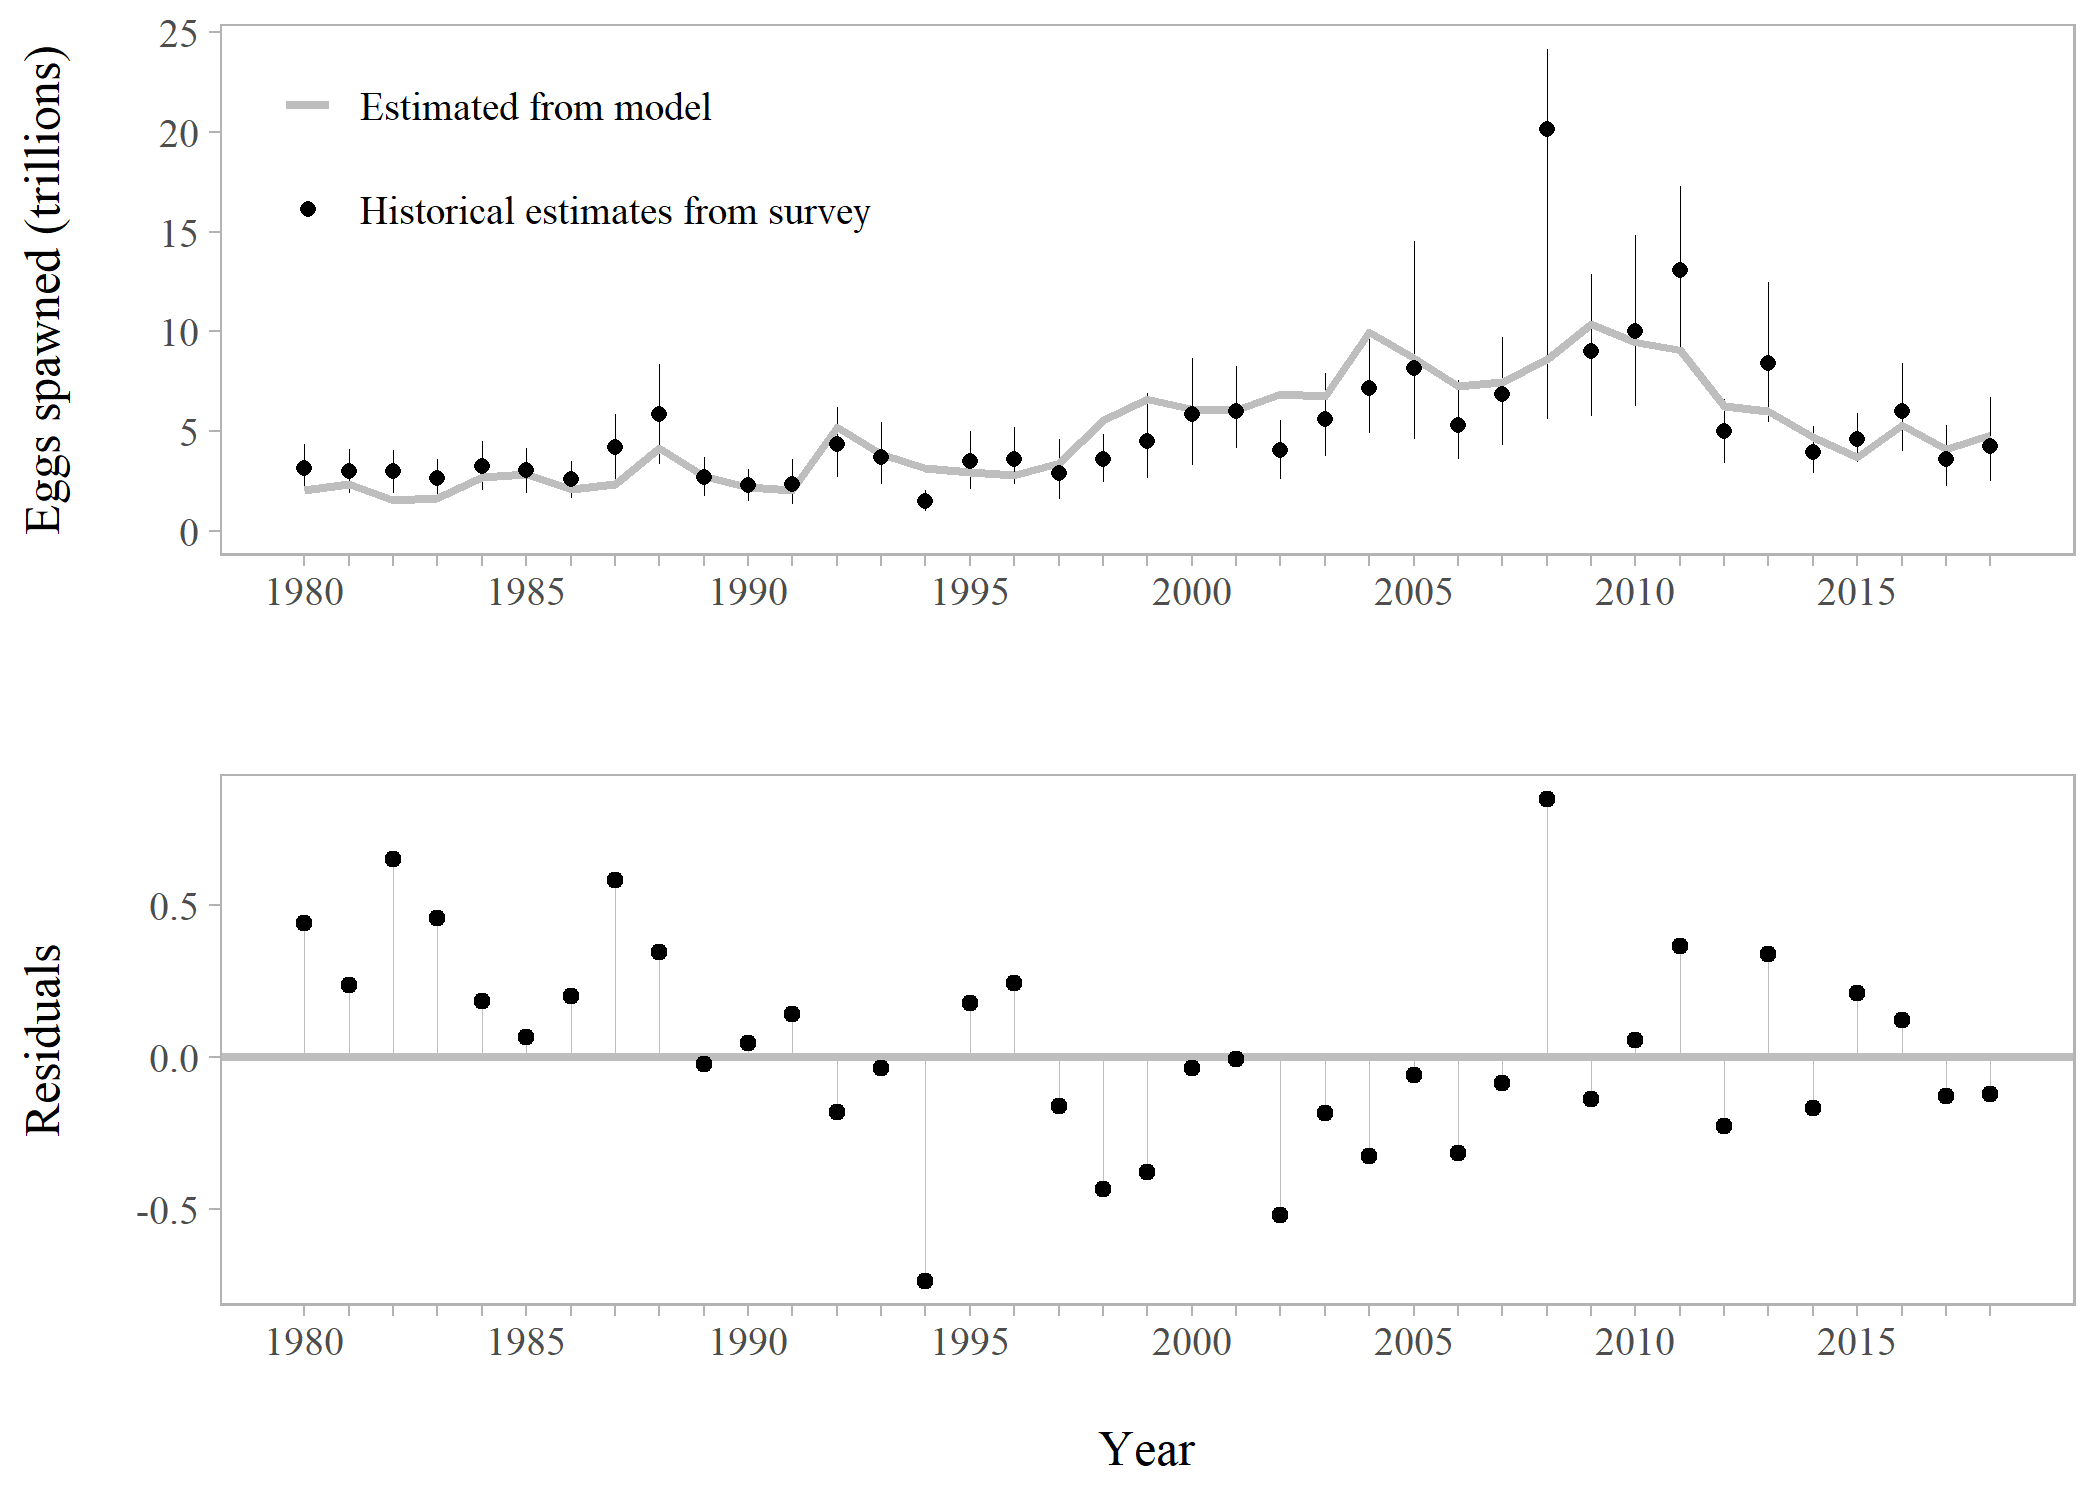 Eggs spawned (trillions)
25
20
15
10
5
0
Estimated from model
Historical estimates from survey
1980 1985 1990 1995 2000 2005 2010 2015
Residuals
0.5
0.0
-0.5
1980 1985 1990 1995 2000 2005 2010 2015
Year